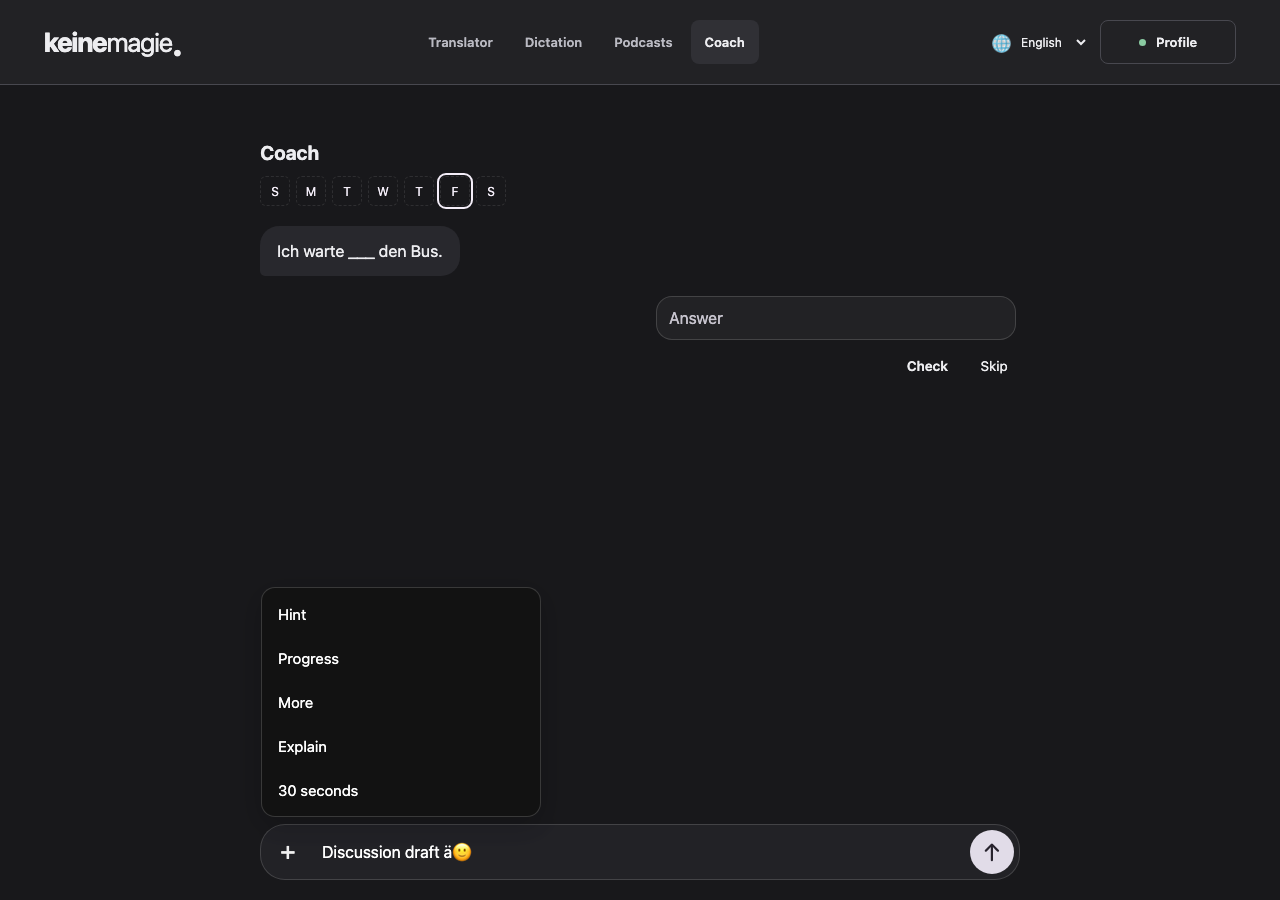 keinemagie.
Translator Dictation Podcasts Coach
🌐 English
Profile
Coach
S M T W T F S
Ich warte ___ den Bus.
Answer
Check Skip
Hint
Progress
More
Explain
30 seconds
+ Discussion draft ä🙂